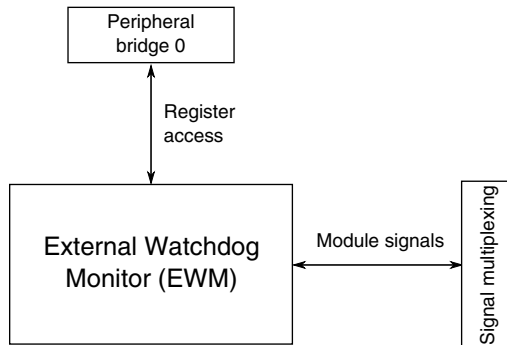 Peripheral
bridge 0
Register
access
External Watchdog
Monitor (EWM)
Module signals
Signal multiplexing